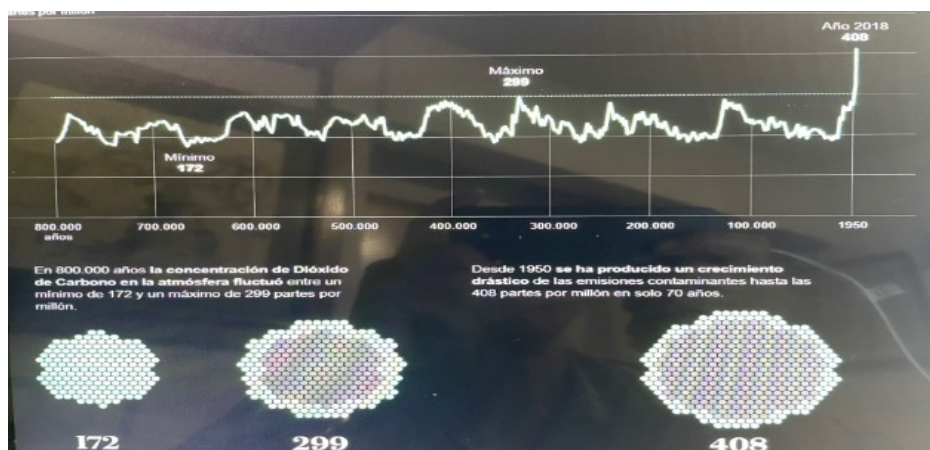 partes por millón
Año 2018
408
Máximo
299
Mínimo
172
800.000
años
700.000
600.000
500.000
400.000
300.000
200.000
100.000
1950
En 800.000 años la concentración de Dióxido
de Carbono en la atmósfera fluctuó entre un
mínimo de 172 y un máximo de 299 partes por
millón.
Desde 1950 se ha producido un crecimiento
drástico de las emisiones contaminantes hasta las
408 partes por millón en solo 70 años.
172
299
408